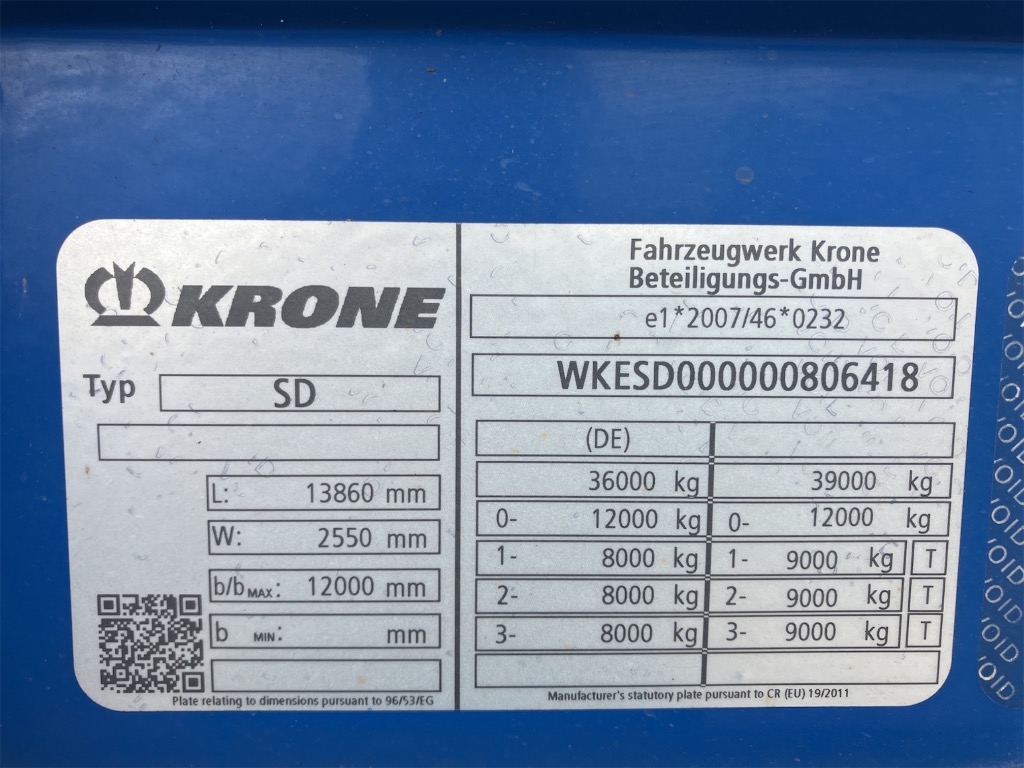 KRONE
Typ SD
L: 13860 mm
W: 2550 mm
b/b MAX: 12000 mm
b MIN: mm
Plate relating to dimensions pursuant to 96/53/EG
Fahrzeugwerk Krone
Beteiligungs-GmbH
e1*2007/46*0232
WKESD000000806418
(DE)
36000 kg 39000 kg
0- 12000 kg 0- 12000 kg
1- 8000 kg 1- 9000 kg T
2- 8000 kg 2- 9000 kg T
3- 8000 kg 3- 9000 kg T
Manufacturer's statutory plate pursuant to CR (EU) 19/2011